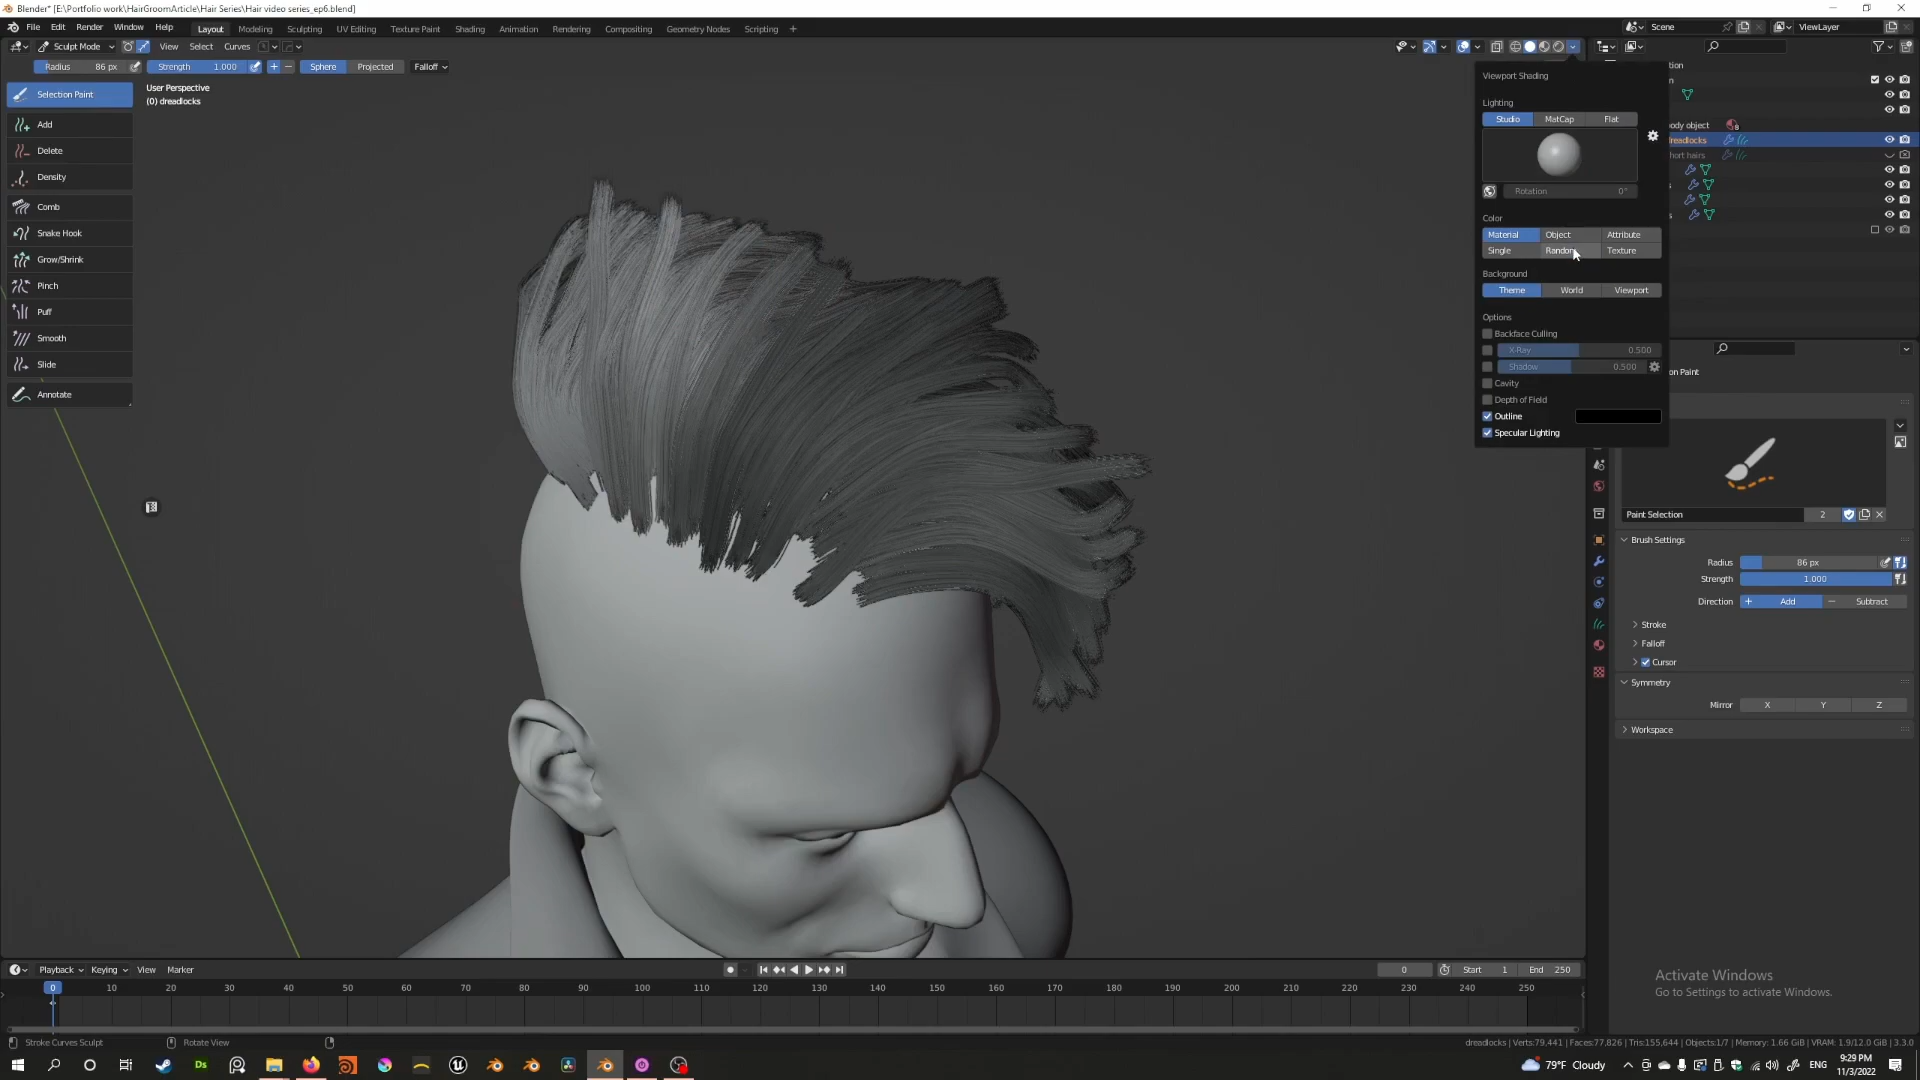 Blender* [E:\Portfolio work\HairGroomArticle\Hair Series\Hair video series_ep6.blend]
File Edit Render Window Help Layout Modeling Sculpting UV Editing Texture Paint Shading Animation Rendering Compositing Geometry Nodes Scripting + Scene ViewLayer
Sculpt Mode View Select Curves
Radius 86 px Strength 1.000 Sphere Projected Falloff
Selection Paint
Add
Delete
Density
Comb
Snake Hook
Grow/Shrink
Pinch
Puff
Smooth
Slide
Annotate
User Perspective
(0) dreadlocks
Viewport Shading
Lighting
Studio MatCap Flat
Rotation 0°
Color
Material Object Attribute
Single Random Texture
Background
Theme World Viewport
Options
Backface Culling
X-Ray 0.500
Shadow 0.500
Cavity
Depth of Field
Outline
Specular Lighting
ction
n
ody object 8
dreadlocks
hort hairs
s
s
on Paint
Paint Selection 2
Brush Settings
Radius 86 px
Strength 1.000
Direction + Add − Subtract
Stroke
Falloff
Cursor
Symmetry
Mirror X Y Z
Workspace
Playback Keying View Marker 0 Start 1 End 250
0 10 20 30 40 50 60 70 80 90 100 110 120 130 140 150 160 170 180 190 200 210 220 230 240 250
Activate Windows
Go to Settings to activate Windows.
Stroke Curves Sculpt Rotate View dreadlocks | Verts:79,441 | Faces:77,826 | Tris:155,644 | Objects:1/7 | Memory: 1.66 GiB | VRAM: 1.9/12.0 GiB | 3.3.0
Ds 79°F Cloudy ENG 9:29 PM
11/3/2022